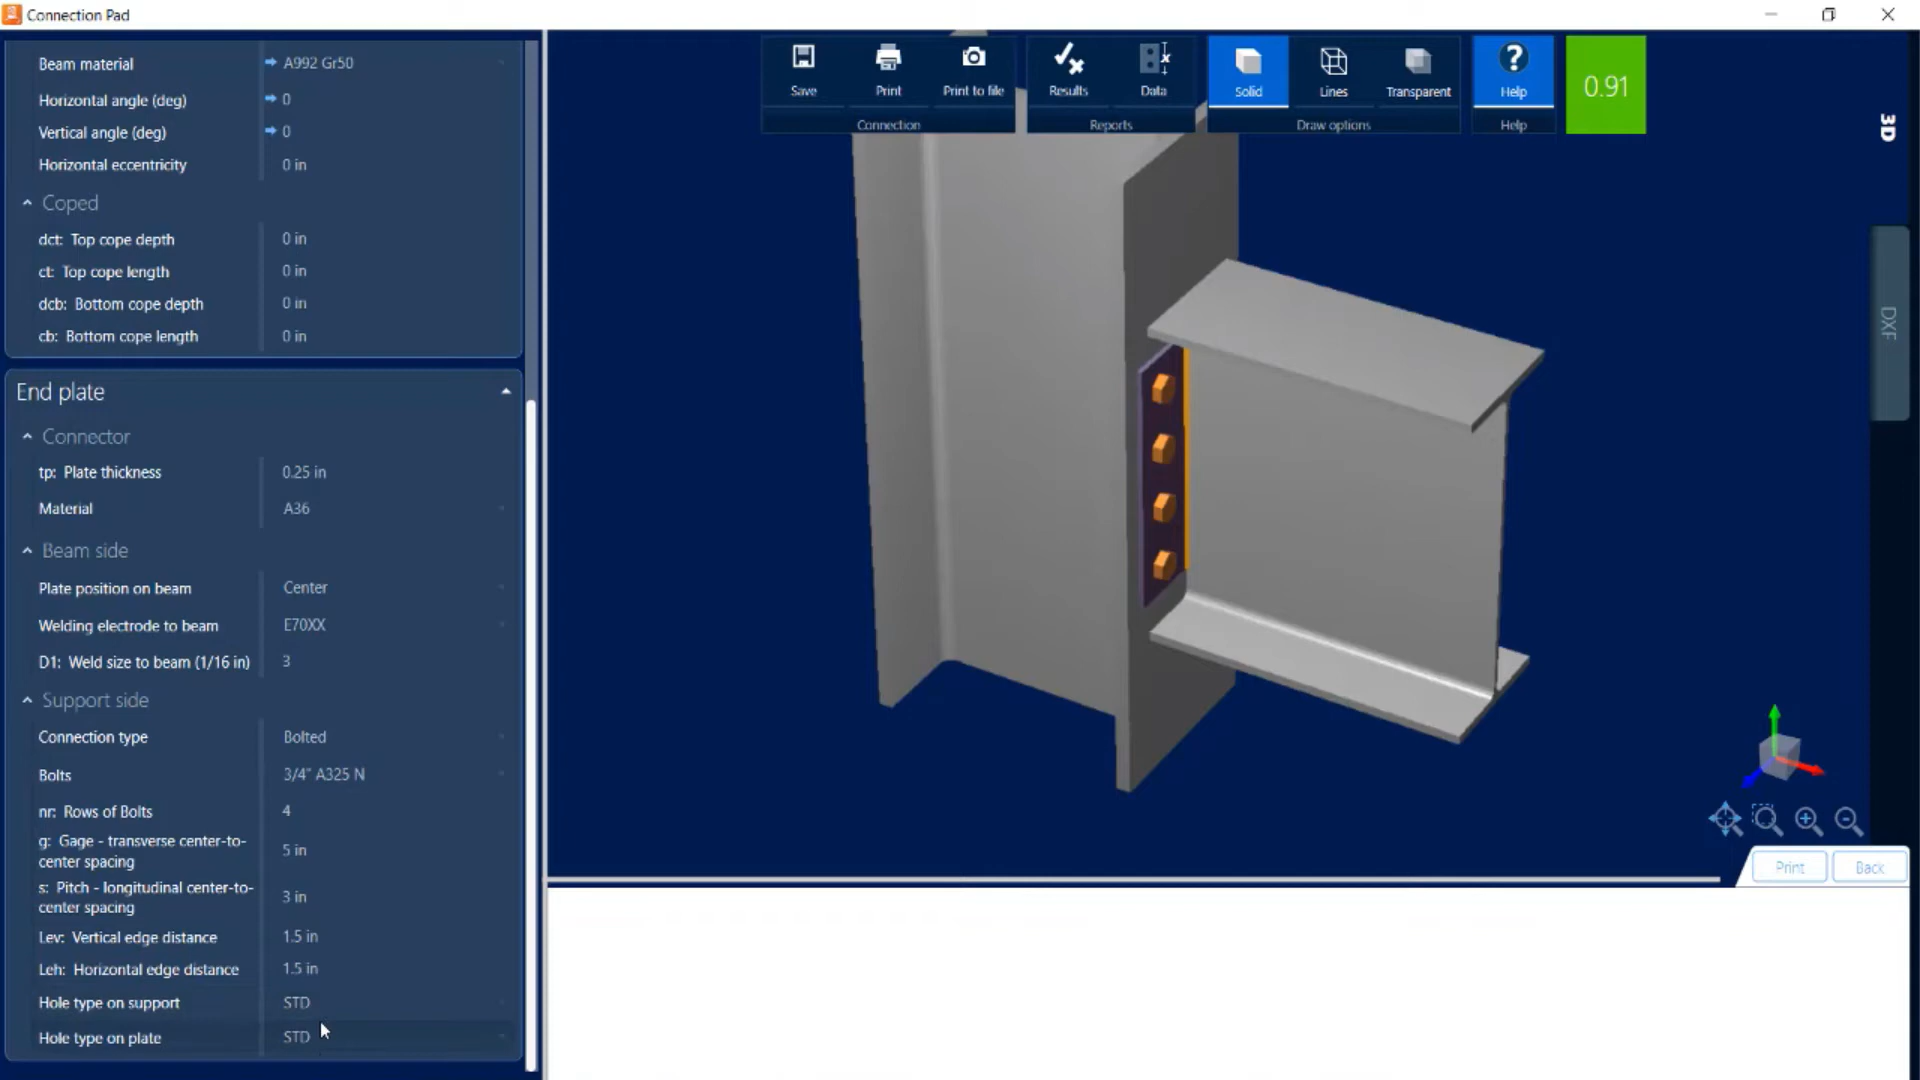 Connection Pad
Beam material A992 Gr50
Horizontal angle (deg) 0
Vertical angle (deg) 0
Horizontal eccentricity 0 in
Coped
dct: Top cope depth 0 in
ct: Top cope length 0 in
dcb: Bottom cope depth 0 in
cb: Bottom cope length 0 in
End plate
Connector
tp: Plate thickness 0.25 in
Material A36
Beam side
Plate position on beam Center
Welding electrode to beam E70XX
D1: Weld size to beam (1/16 in) 3
Support side
Connection type Bolted
Bolts 3/4" A325 N
nr: Rows of Bolts 4
g: Gage - transverse center-to-
center spacing 5 in
s: Pitch - longitudinal center-to-
center spacing 3 in
Lev: Vertical edge distance 1.5 in
Leh: Horizontal edge distance 1.5 in
Hole type on support STD
Hole type on plate STD
Save Print Print to file Results Data Solid Lines Transparent Help 0.91
Connection Reports Draw options Help
3D
DXF
Print Back